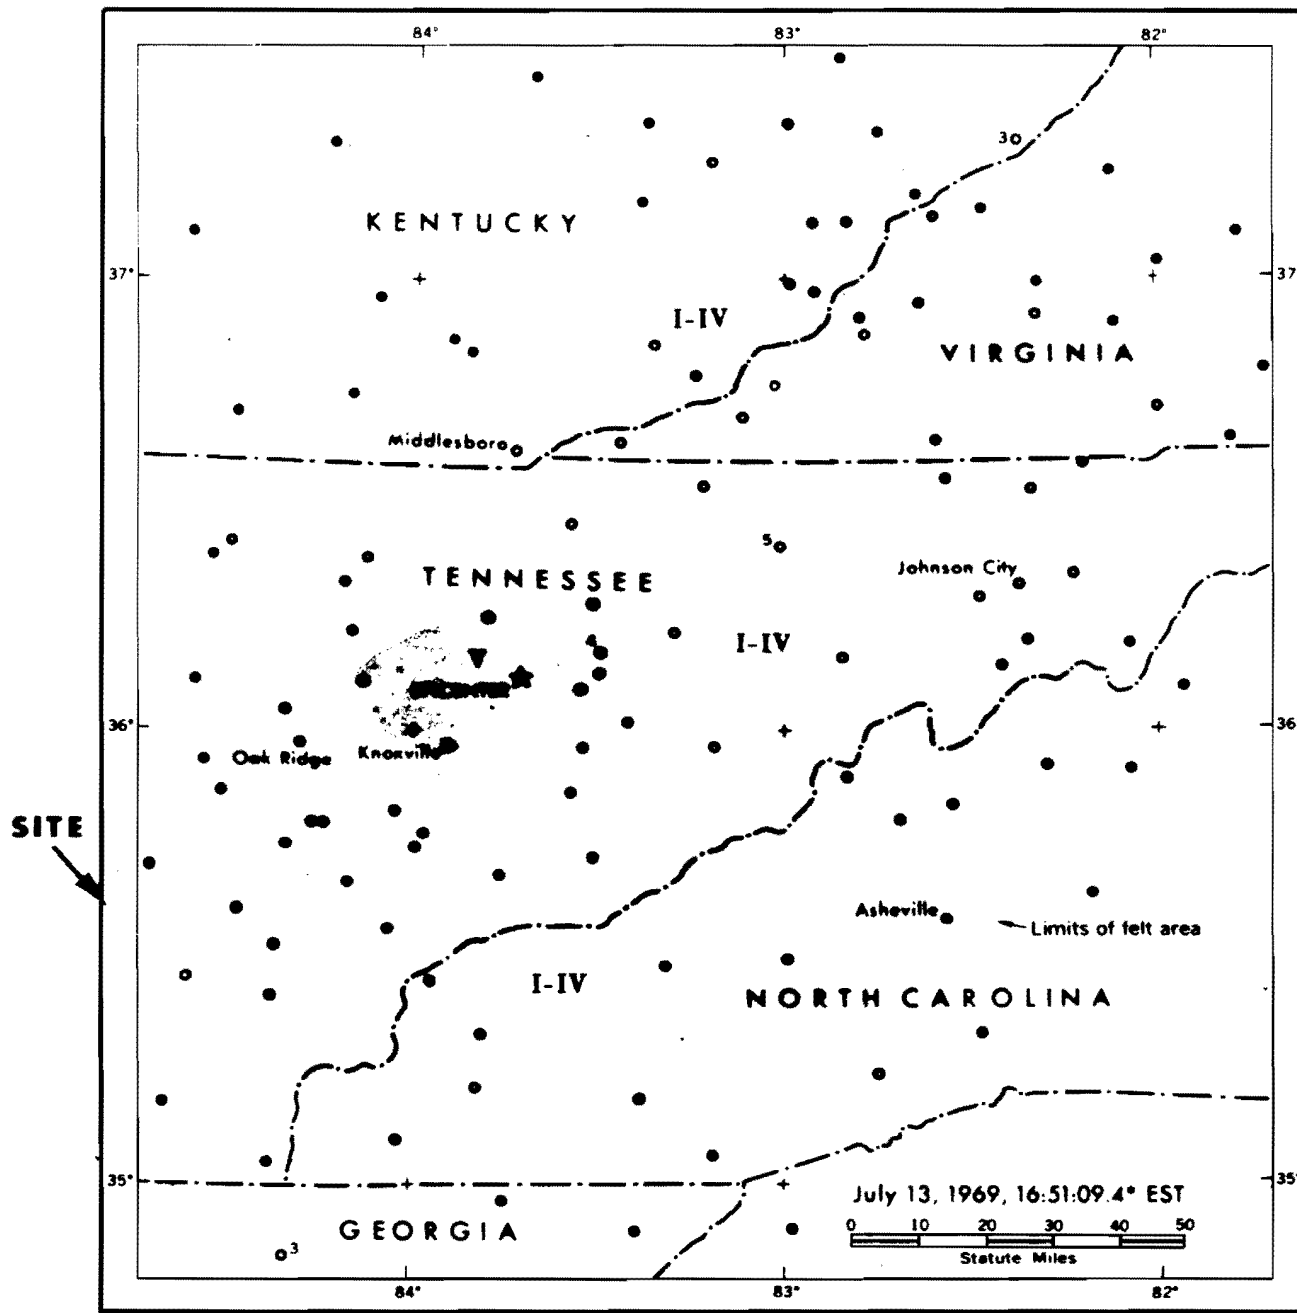 84° 83° 82°
3
KENTUCKY
37°
I-IV
VIRGINIA
Middlesboro
5
TENNESSEE
Johnson City
I-IV
4
V
EPICENTER
36° 36°
Oak Ridge Knoxville
SITE
Asheville
Limits of felt area
I-IV
NORTH CAROLINA
35° 35°
July 13, 1969, 16:51:09.4* EST
GEORGIA
0 10 20 30 40 50
3
Statute Miles
84° 83° 82°